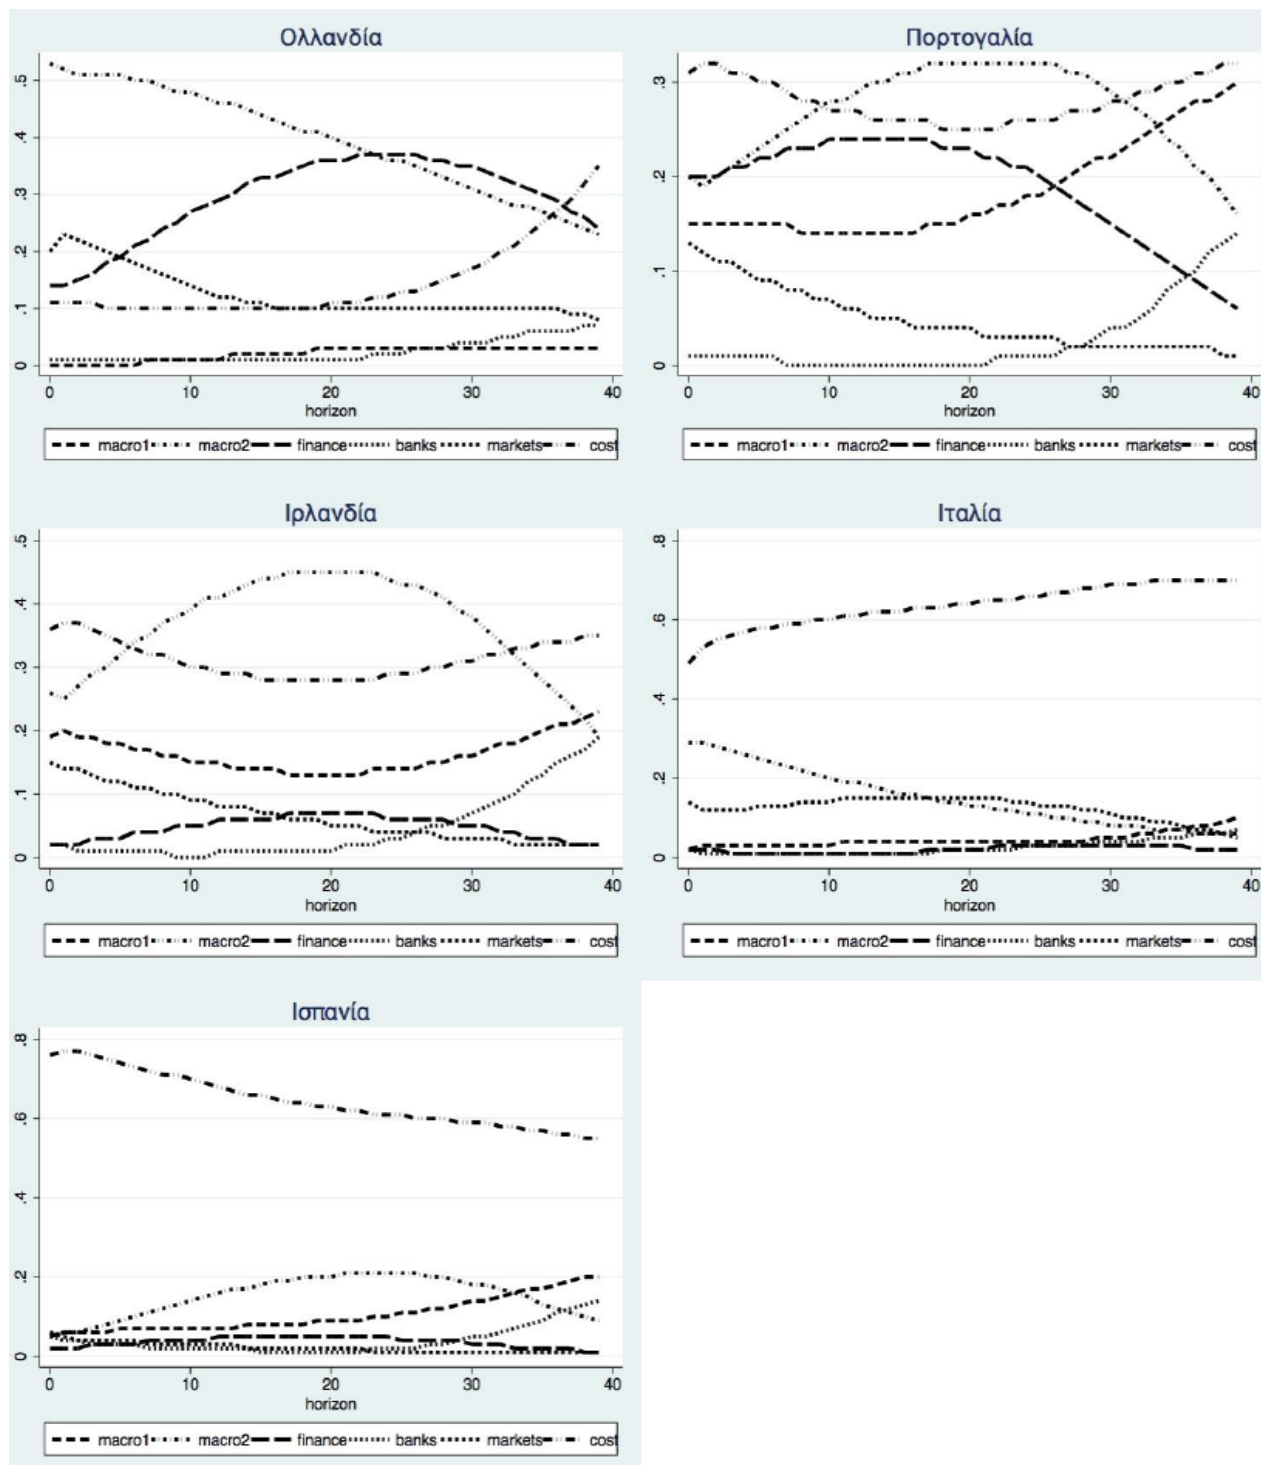 Ολλανδία
.5
.4
.3
.2
.1
0
0 10 20 30 40
horizon
macro1 macro2 finance banks markets cost
Πορτογαλία
.3
.2
.1
0
0 10 20 30 40
horizon
macro1 macro2 finance banks markets cost
Ιρλανδία
.5
.4
.3
.2
.1
0
0 10 20 30 40
horizon
macro1 macro2 finance banks markets cost
Ιταλία
.8
.6
.4
.2
0
0 10 20 30 40
horizon
macro1 macro2 finance banks markets cost
Ισπανία
.8
.6
.4
.2
0
0 10 20 30 40
horizon
macro1 macro2 finance banks markets cost